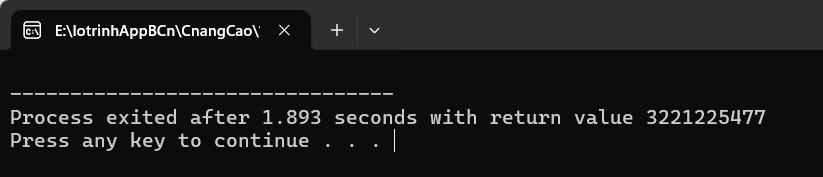 E:\lotrinhAppBCn\CnangCao\
--------------------------------
Process exited after 1.893 seconds with return value 3221225477
Press any key to continue . . .